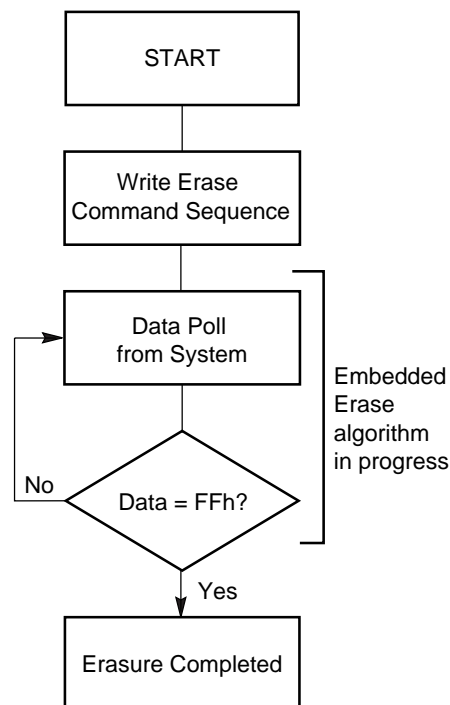 START
Write Erase
Command Sequence
Data Poll
from System
Embedded
Erase
algorithm
in progress
No
Data = FFh?
Yes
Erasure Completed